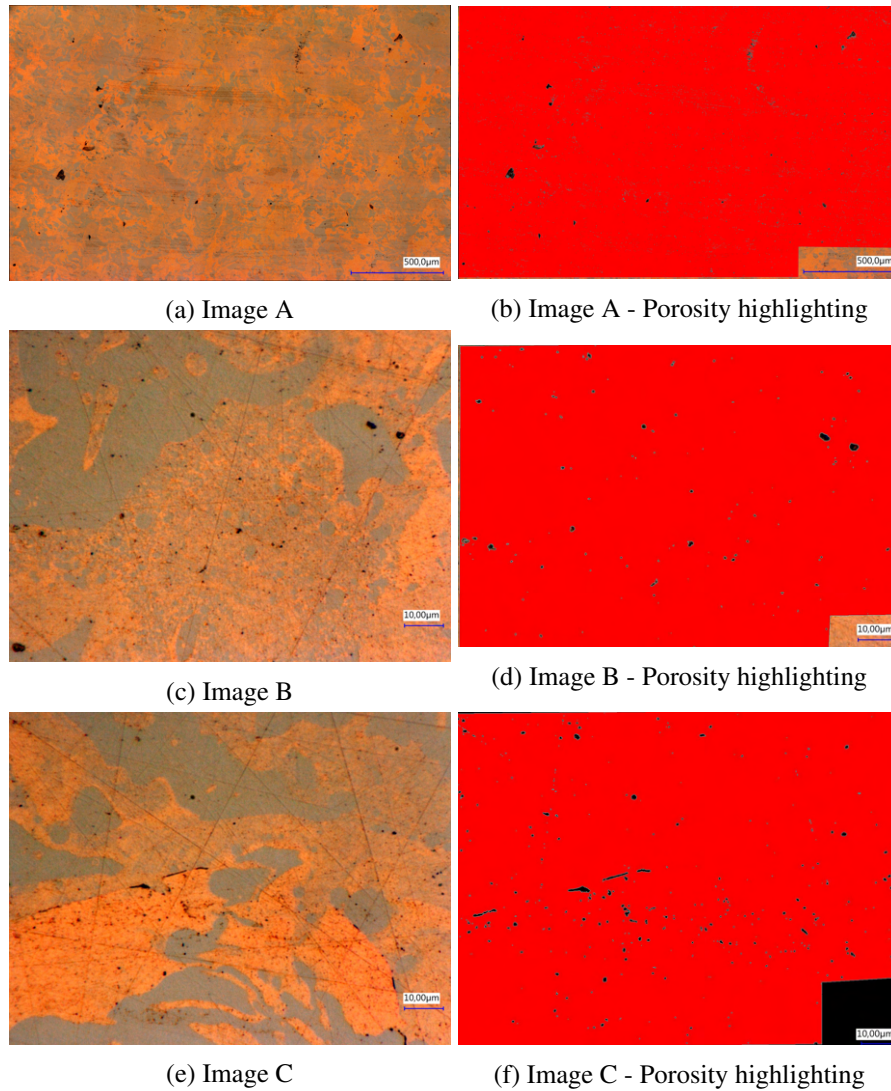 500,0µm
500,0µm
(a) Image A
(b) Image A - Porosity highlighting
10,00µm
10,00µm
(c) Image B
(d) Image B - Porosity highlighting
10,00µm
10,00µm
(e) Image C
(f) Image C - Porosity highlighting